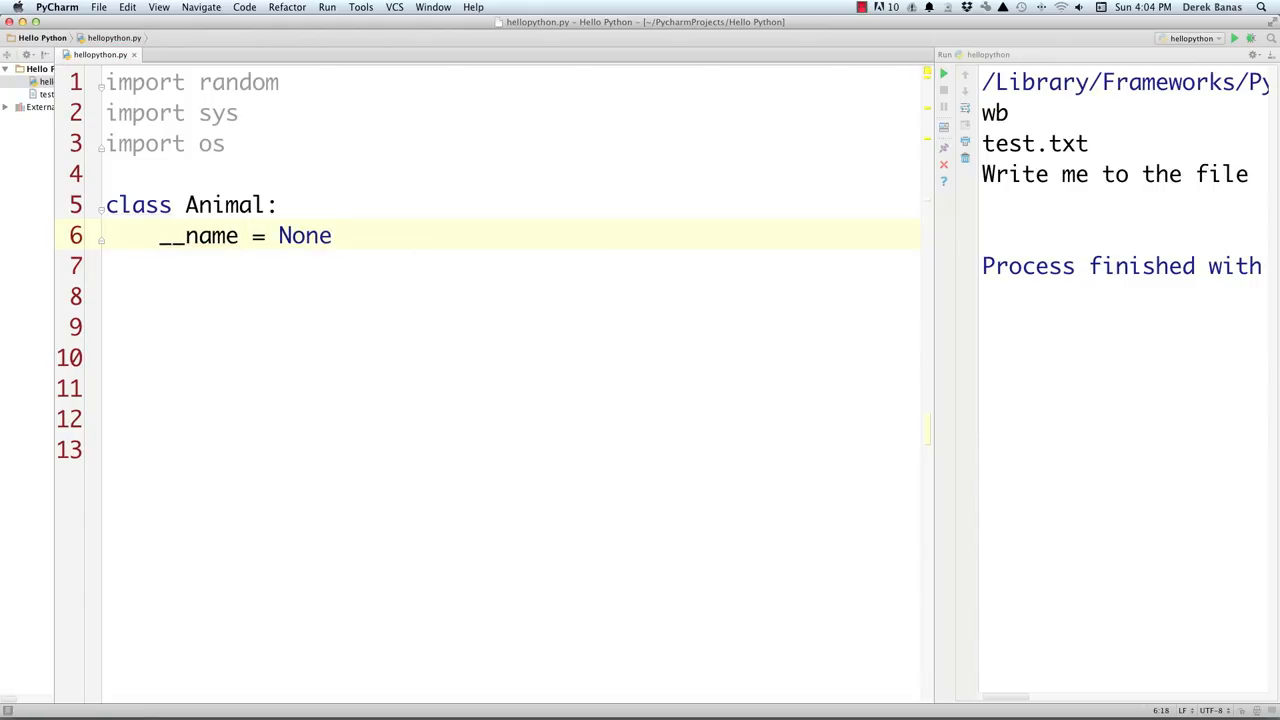 PyCharm File Edit View Navigate Code Refactor Run Tools VCS Window Help 10 Sun 4:04 PM Derek Banas
hellopython.py – Hello Python – [~/PycharmProjects/Hello Python]
Hello Python hellopython.py hellopython
hellopython.py Run hellopython
Hello P
hell
test
Externa
1 import random
2 import sys
3 import os
4
5 class Animal:
6 __name = None
7
8
9
10
11
12
13
/Library/Frameworks/Py
wb
test.txt
Write me to the file
Process finished with
6:18 LF UTF-8